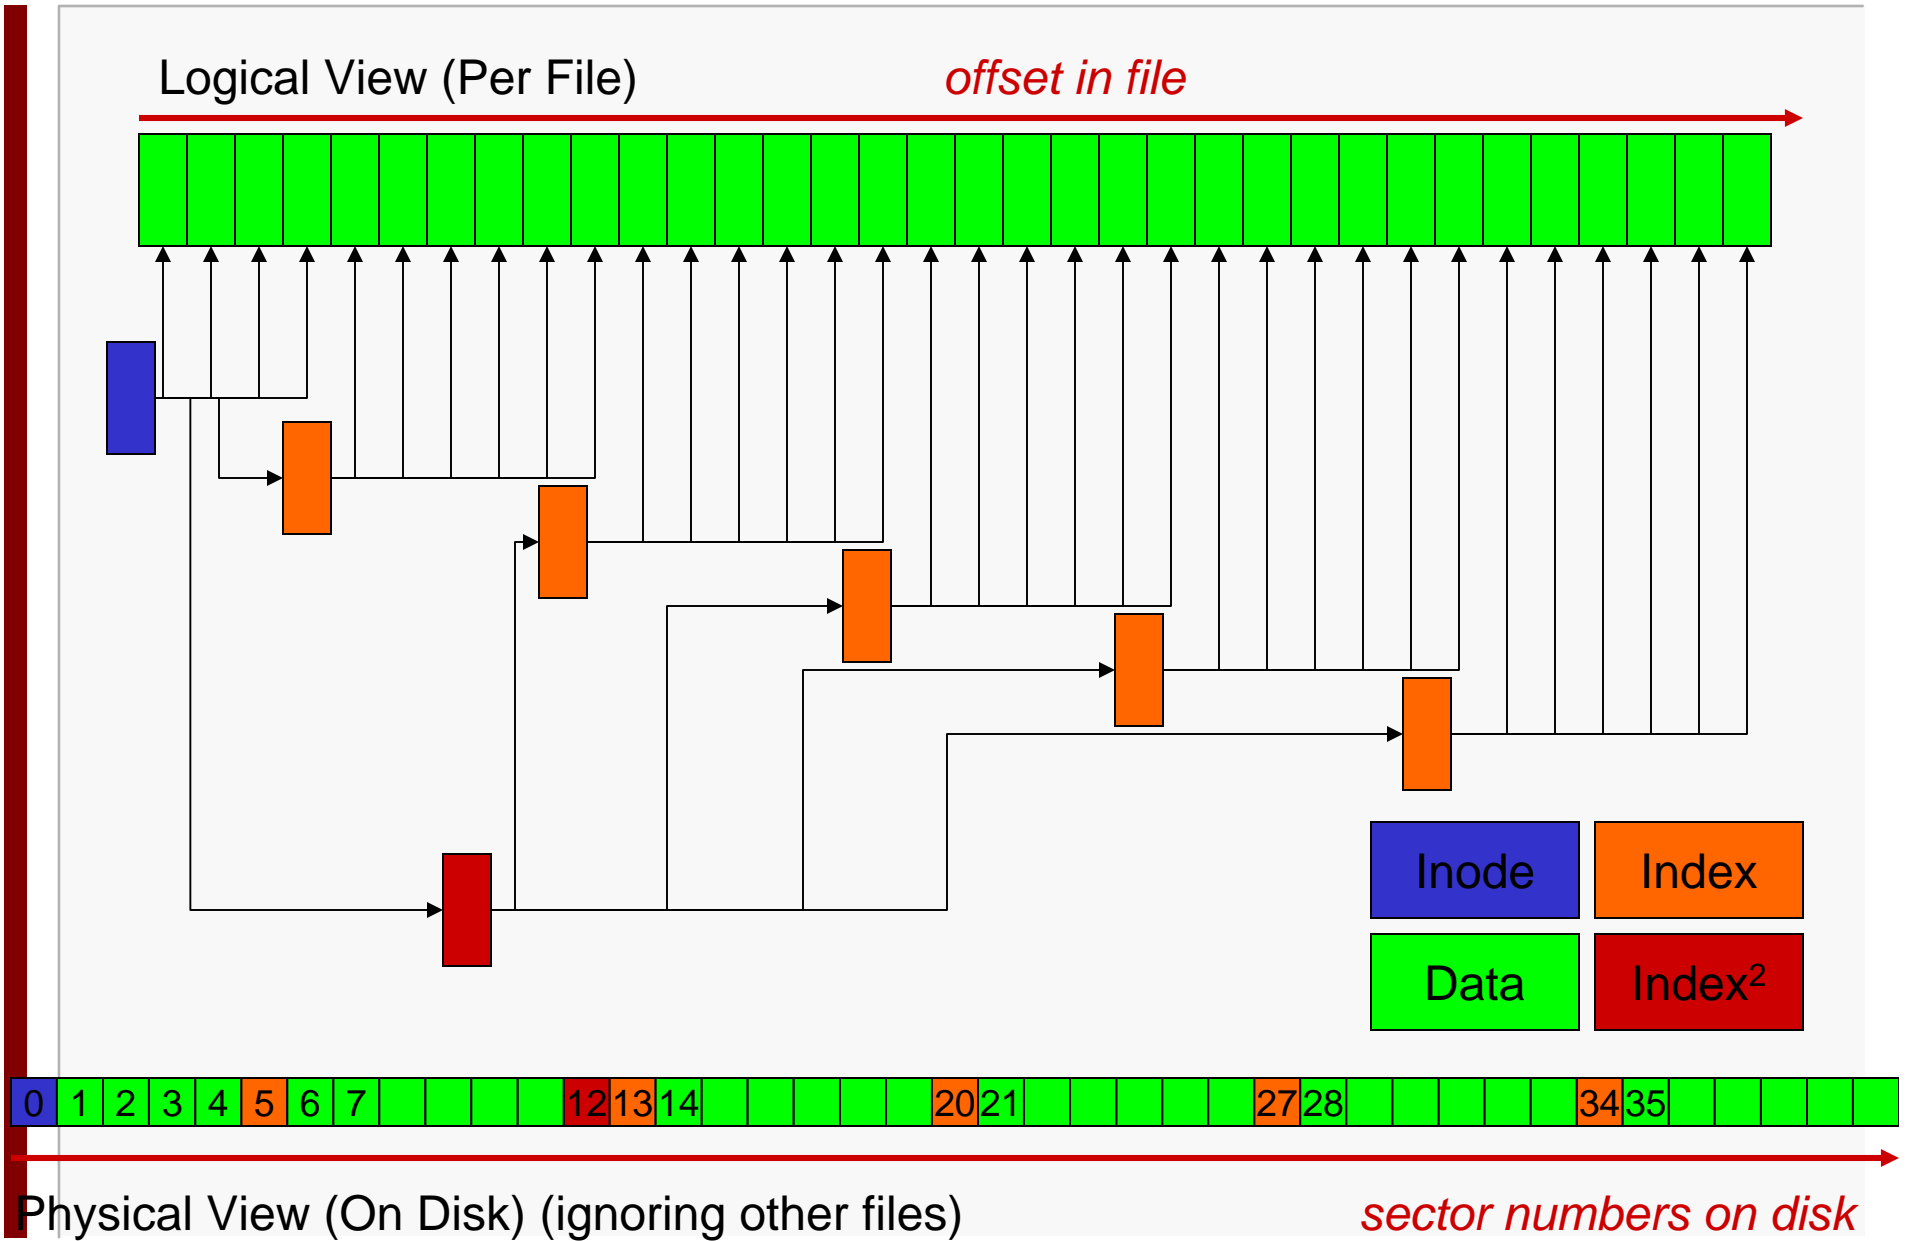 Logical View (Per File)
offset in file
Inode
Index
Data
Index²
0 1 2 3 4 5 6 7 12 13 14 20 21 27 28 34 35
Physical View (On Disk) (ignoring other files)
sector numbers on disk